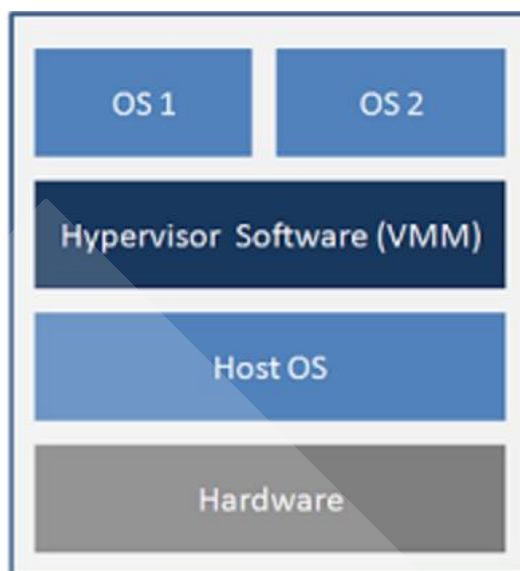 OS 1
OS 2
Hypervisor Software (VMM)
Host OS
Hardware